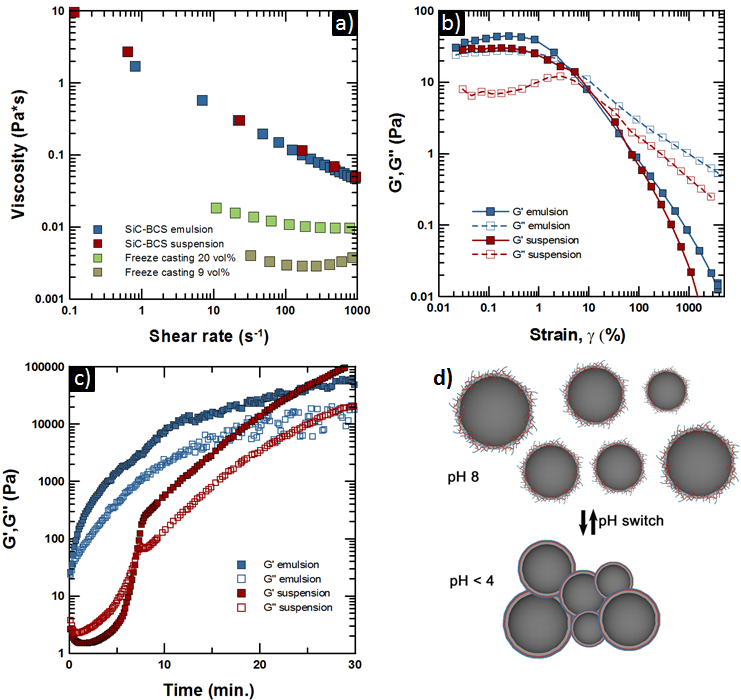 a)
Viscosity (Pa*s)
10
1
0.1
0.01
0.001
SiC-BCS emulsion
SiC-BCS suspension
Freeze casting 20 vol%
Freeze casting 9 vol%
0.1 1 10 100 1000
Shear rate (s⁻¹)
b)
G',G'' (Pa)
100
10
1
0.1
0.01
G' emulsion
G'' emulsion
G' suspension
G'' suspension
0.01 0.1 1 10 100 1000
Strain, γ (%)
c)
G',G'' (Pa)
100000
10000
1000
100
10
1
G' emulsion
G'' emulsion
G' suspension
G'' suspension
0 10 20 30
Time (min.)
d)
pH 8
pH switch
pH < 4